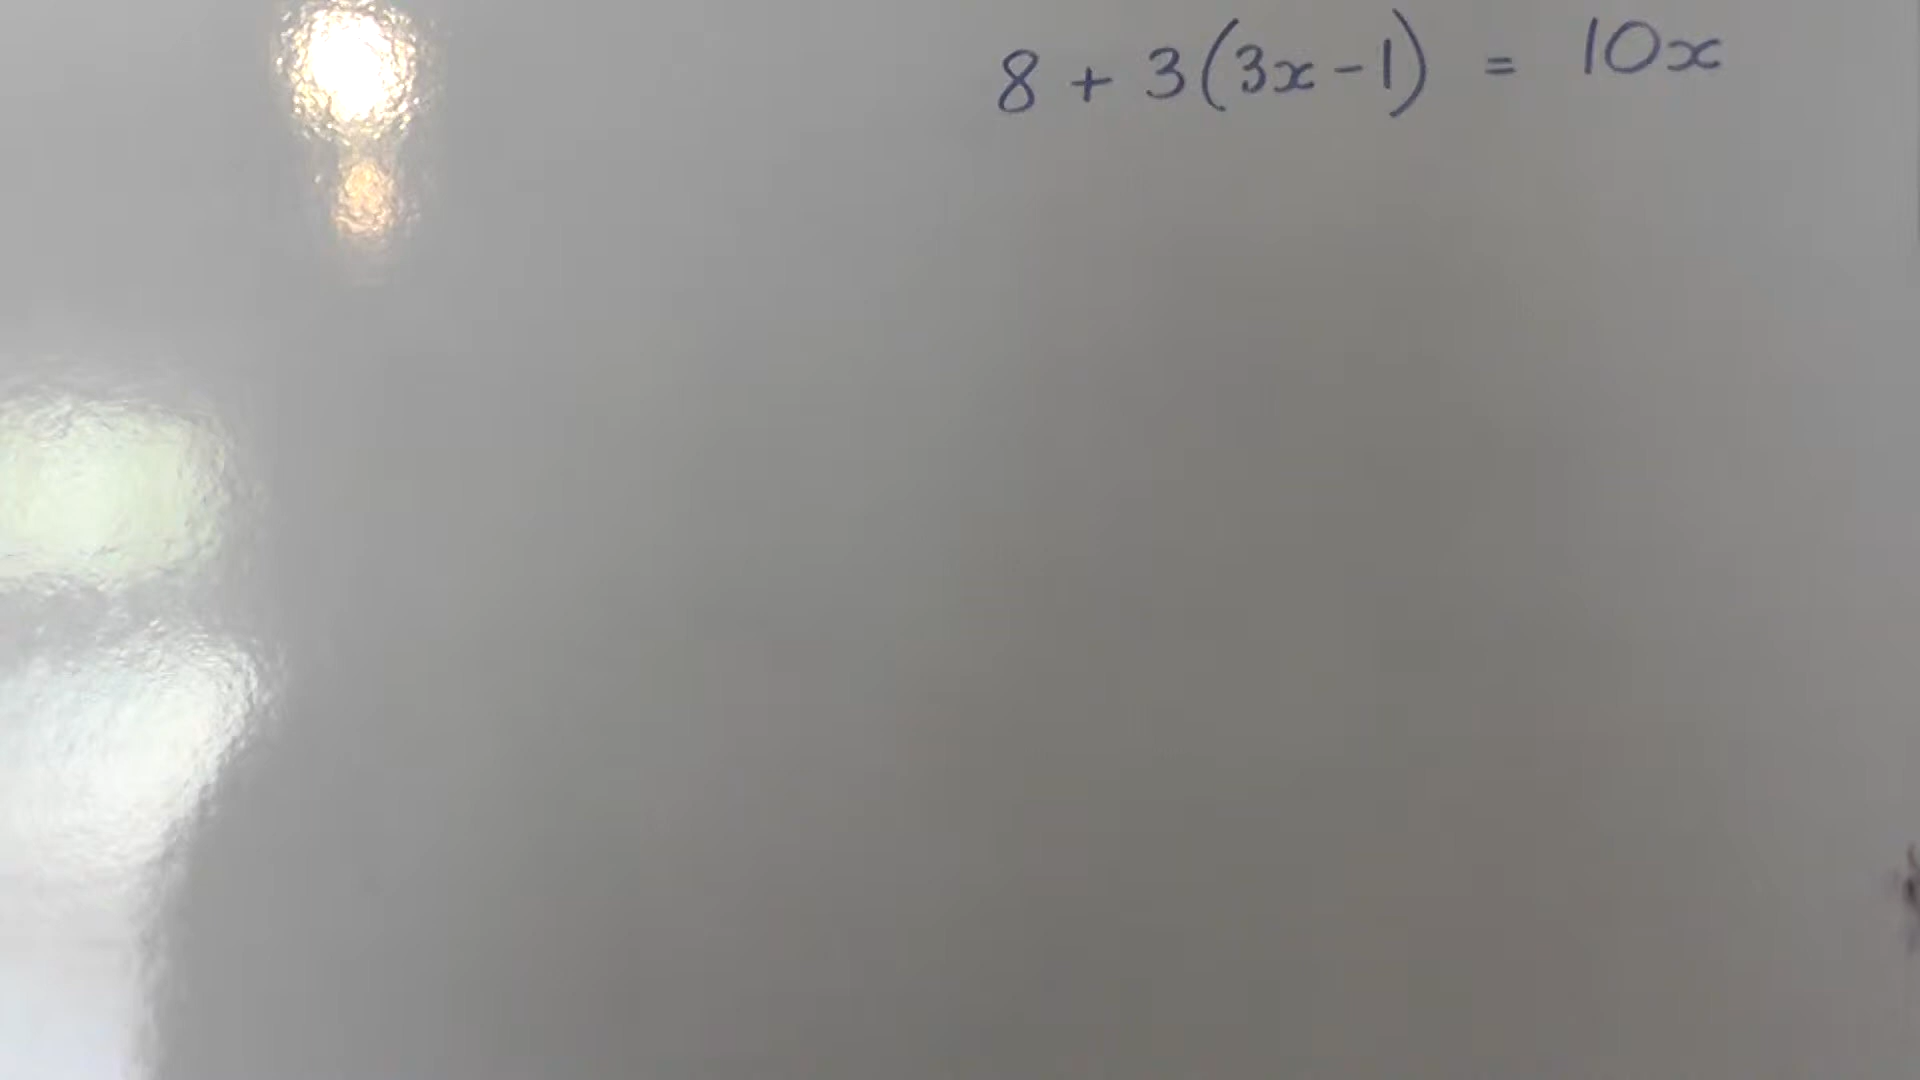 8 + 3(3x - 1) = 10x